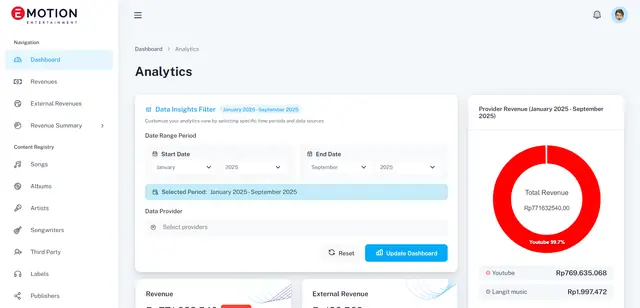 EMOTION
ENTERTAINMENT
Navigation
Dashboard
Revenues
External Revenues
Revenue Summary
Content Registry
Songs
Albums
Artists
Songwriters
Third Party
Labels
Publishers
Dashboard > Analytics
Analytics
Data Insights Filter January 2025 - September 2025
Customize your analytics view by selecting specific time periods and data sources
Date Range Period
Start Date
January 2025
End Date
September 2025
Selected Period: January 2025 - September 2025
Data Provider
Select providers
Reset Update Dashboard
Revenue
External Revenue
Provider Revenue (January 2025 - September
2025)
Total Revenue
Rp771632540,00
Youtube 99.7%
Youtube Rp769.635.068
Langit music Rp1.997.472